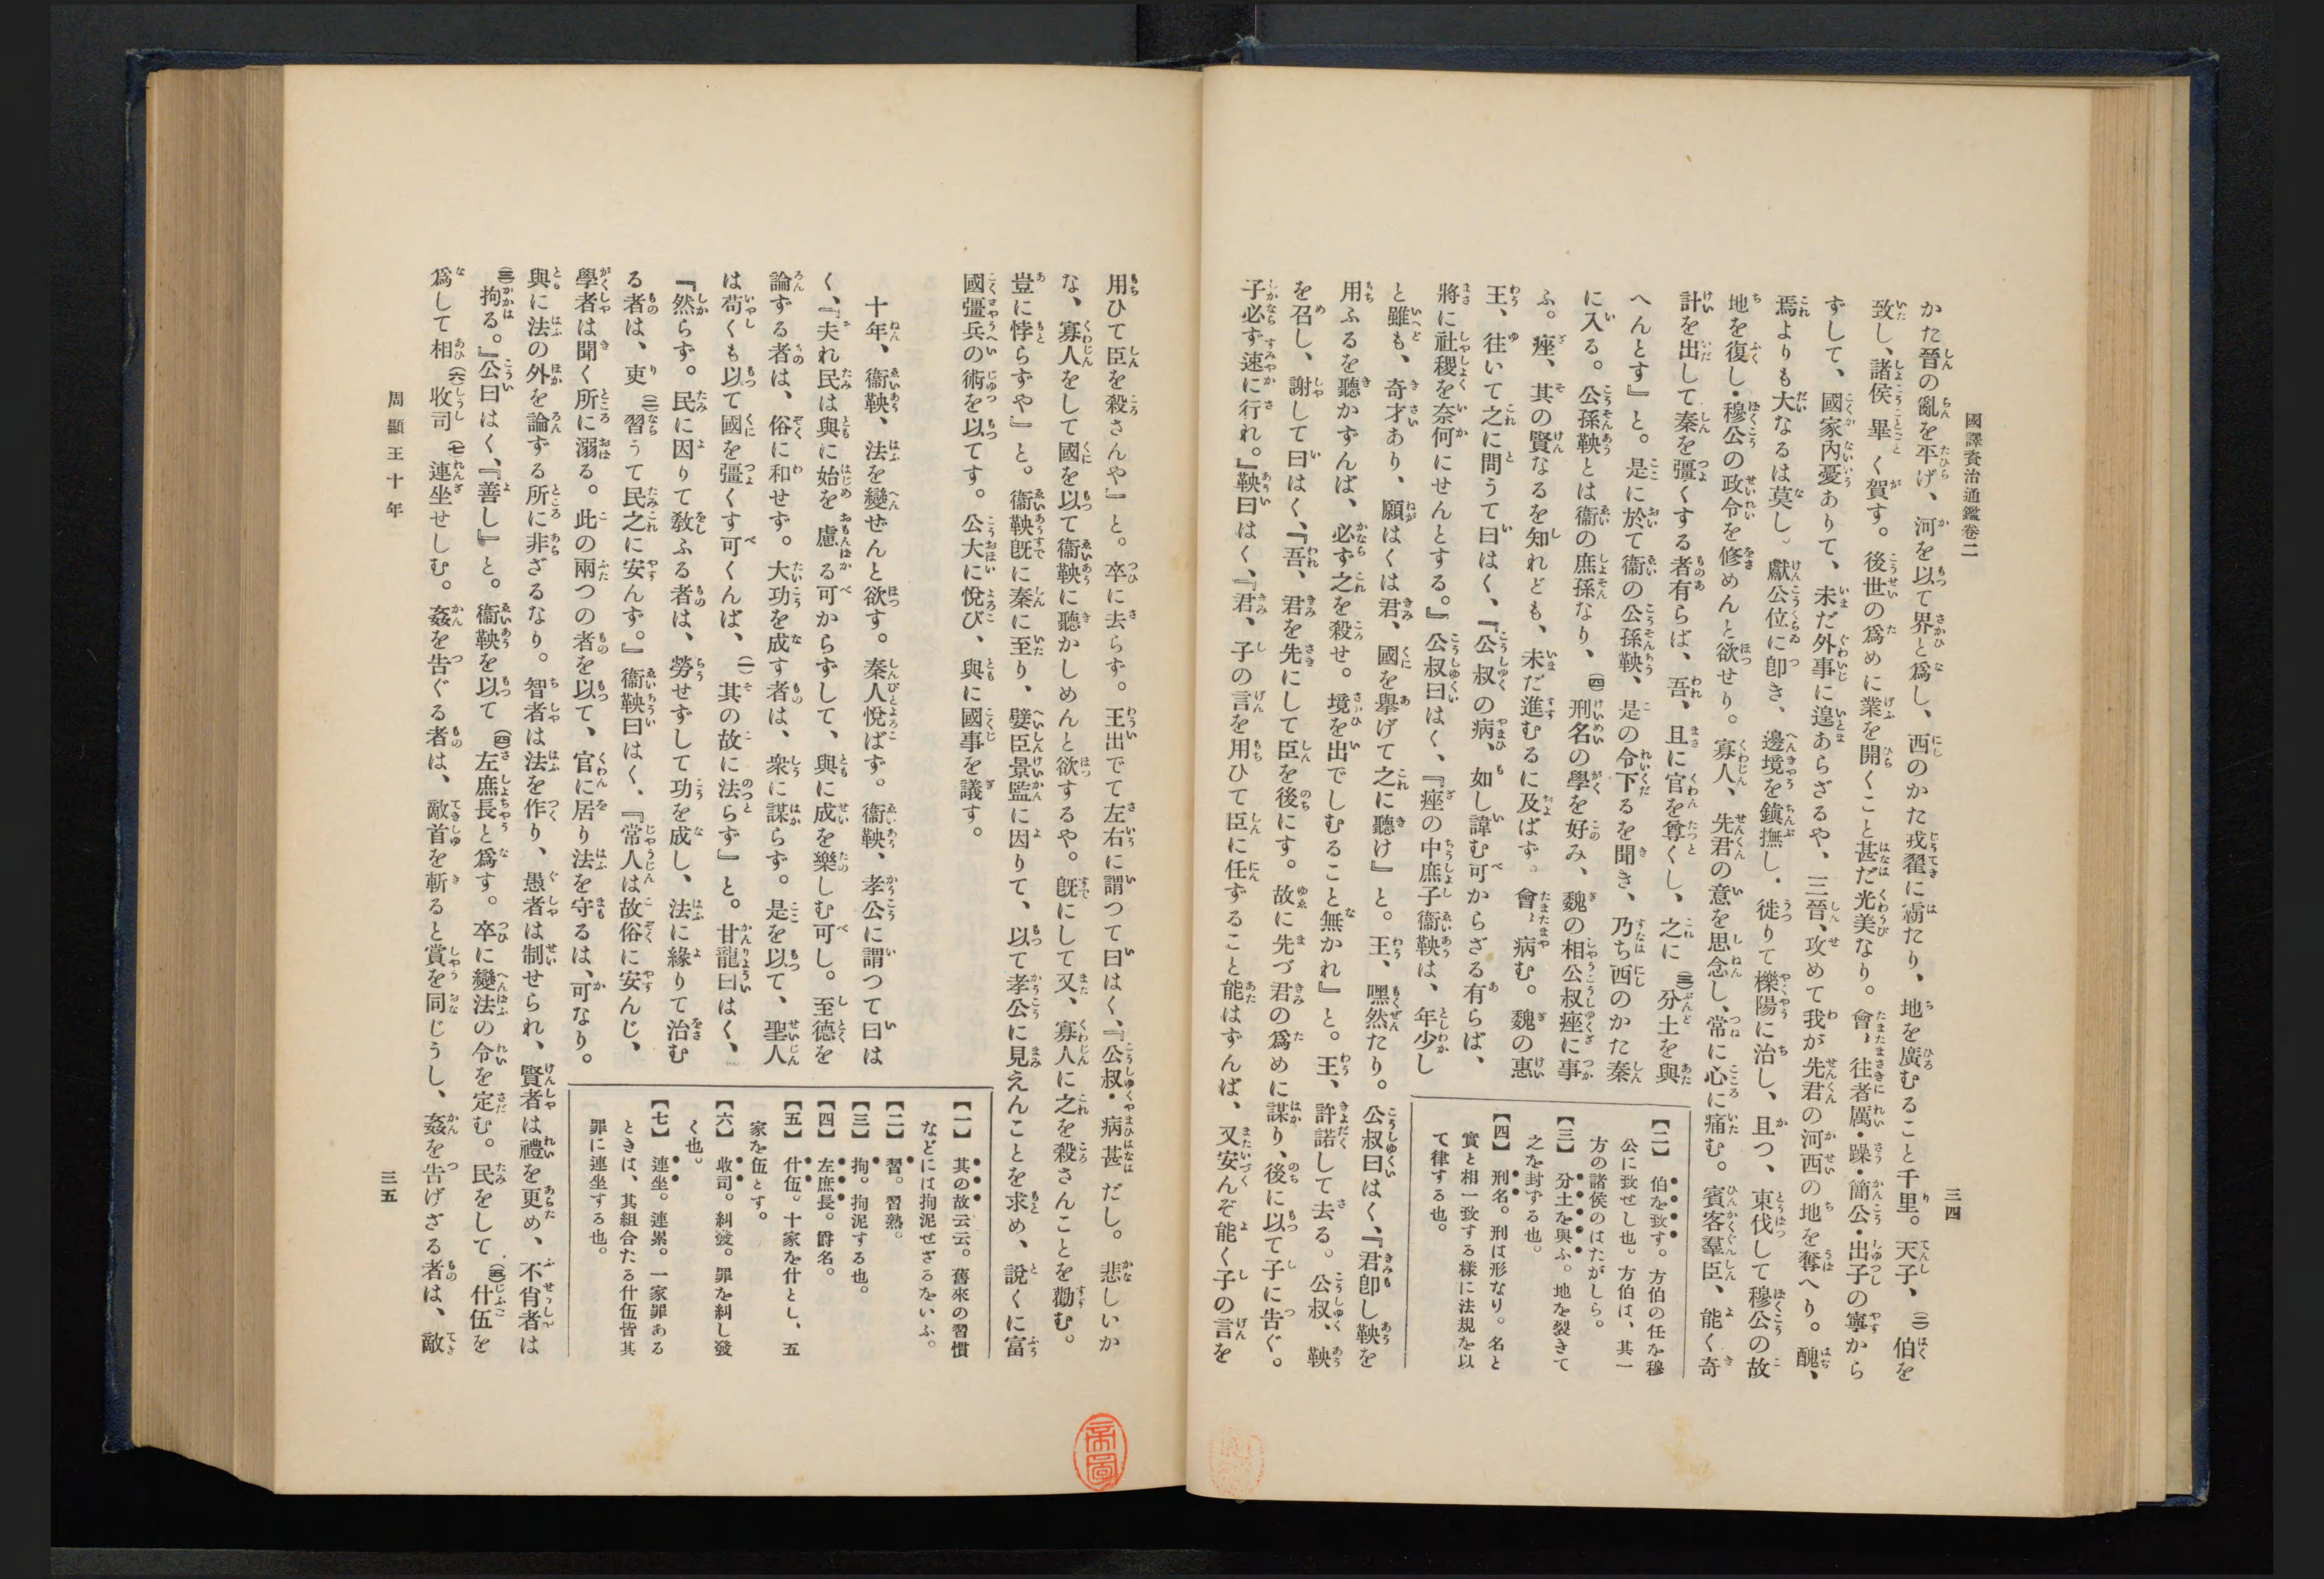 國譯資治通鑑卷二
三四
かた晉の亂を平げ、河を以て界と爲し、西のかた戎翟に霸たり、地を廣むること千里。天子、(二)伯を
致し、諸侯畢く賀す。後世の爲めに業を開くこと甚だ光美なり。會〻往者厲・躁・簡公・出子の寧から
ずして、國家內憂ありて、未だ外事に遑あらざるや、三晉、攻めて我が先君の河西の地を奪へり。醜、
焉よりも大なるは莫し。獻公位に卽き、邊境を鎭撫し、徙りて櫟陽に治し、且つ、東伐して穆公の故
地を復し・穆公の政令を修めんと欲せり。寡人、先君の意を思念し、常に心に痛む。賓客羣臣、能く奇
計を出して秦を彊くする者有らば、吾、且に官を尊くし、之に(三)分土を與
へんとす』と。是に於て衞の公孫鞅、是の令下るを聞き、乃ち西のかた秦
に入る。公孫鞅とは衞の庶孫なり、(四)刑名の學を好み、魏の相公叔痤に事
ふ。痤、其の賢なるを知れども、未だ進むるに及ばず。會〻病む。魏の惠
王、往いて之に問うて曰はく、『公叔の病、如し諱む可からざる有らば、
將に社稷を奈何にせんとする。』公叔曰はく、『痤の中庶子衞鞅は、年少し
と雖も、奇才あり、願はくは君、國を擧げて之に聽け』と。王、嘿然たり。公叔曰はく、『君卽し鞅を
用ふるを聽かずんば、必ず之を殺せ。境を出でしむること無かれ』と。王、許諾して去る。公叔、鞅
を召し、謝して曰はく、『吾、君を先にして臣を後にす。故に先づ君の爲めに謀り、後に以て子に告ぐ。
子必ず速に行れ。』鞅曰はく、『君、子の言を用ひて臣に任ずること能はずんば、又安んぞ能く子の言を
【二】 伯を致す。方伯の任を穆
公に致せし也。方伯は、其一
方の諸侯のはたがしら。
【三】 分土を與ふ。地を裂きて
之を封ずる也。
【四】 刑名。刑は形なり。名と
實と相一致する樣に法規を以
て律する也。
用ひて臣を殺さんや』と。卒に去らず。王出でて左右に謂つて曰はく、『公叔・病甚だし。悲しいか
な、寡人をして國を以て衞鞅に聽かしめんと欲するや。旣にして又、寡人に之を殺さんことを勸む。
豈に悖らずや』と。衞鞅旣に秦に至り、嬖臣景監に因りて、以て孝公に見えんことを求め、說くに富
國彊兵の術を以てす。公大に悅び、與に國事を議す。
十年、衞鞅、法を變ぜんと欲す。秦人悅ばず。衞鞅、孝公に謂つて曰は
く、『夫れ民は與に始を慮る可からずして、與に成を樂しむ可し。至德を
論ずる者は、俗に和せず。大功を成す者は、衆に謀らず。是を以て、聖人
は苟くも以て國を彊くす可くんば、(一)其の故に法らず』と。甘龍曰はく、
『然らず。民に因りて敎ふる者は、勞せずして功を成し、法に緣りて治む
る者は、吏(二)習うて民之に安んず。』衞鞅曰はく、『常人は故俗に安んじ、
學者は聞く所に溺る。此の兩つの者を以て、官に居り法を守るは、可なり。
與に法の外を論ずる所に非ざるなり。智者は法を作り、愚者は制せられ、賢者は禮を更め、不肖者は
(三)拘る。』公曰はく、『善し』と。衞鞅を以て(四)左庶長と爲す。卒に變法の令を定む。民をして(五)什伍を
爲して相(六)收司(七)連坐せしむ。姦を吿ぐる者は、敵首を斬ると賞を同じうし、姦を吿げざる者は、敵
【一】 其の故云云。舊來の習慣
などには拘泥せざるをいふ。
【二】 習。習熟。
【三】 拘。拘泥する也。
【四】 左庶長。爵名。
【五】 什伍。十家を什とし、五
家を伍とす。
【六】 收司。糾發。罪を糾し發
く也。
【七】 連坐。連累。一家罪ある
ときは、其組合たる什伍皆其
罪に連坐する也。
周顯王十年
三五
帝圖